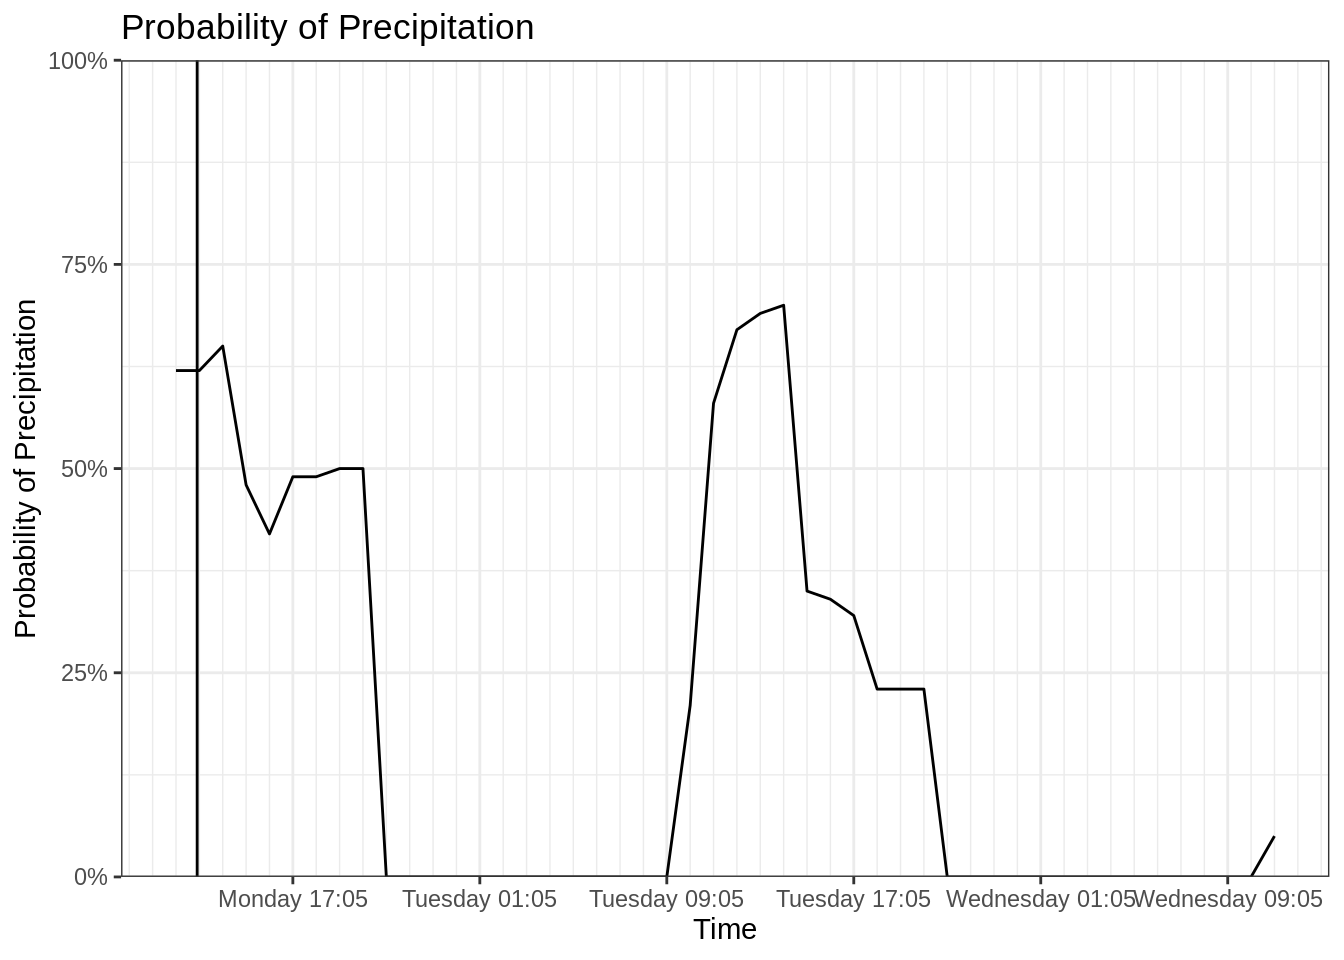 Probability of Precipitation
Probability of Precipitation
100%
75%
50%
25%
0%
Monday 17:05
Tuesday 01:05
Tuesday 09:05
Tuesday 17:05
Wednesday 01:05
Wednesday 09:05
Time